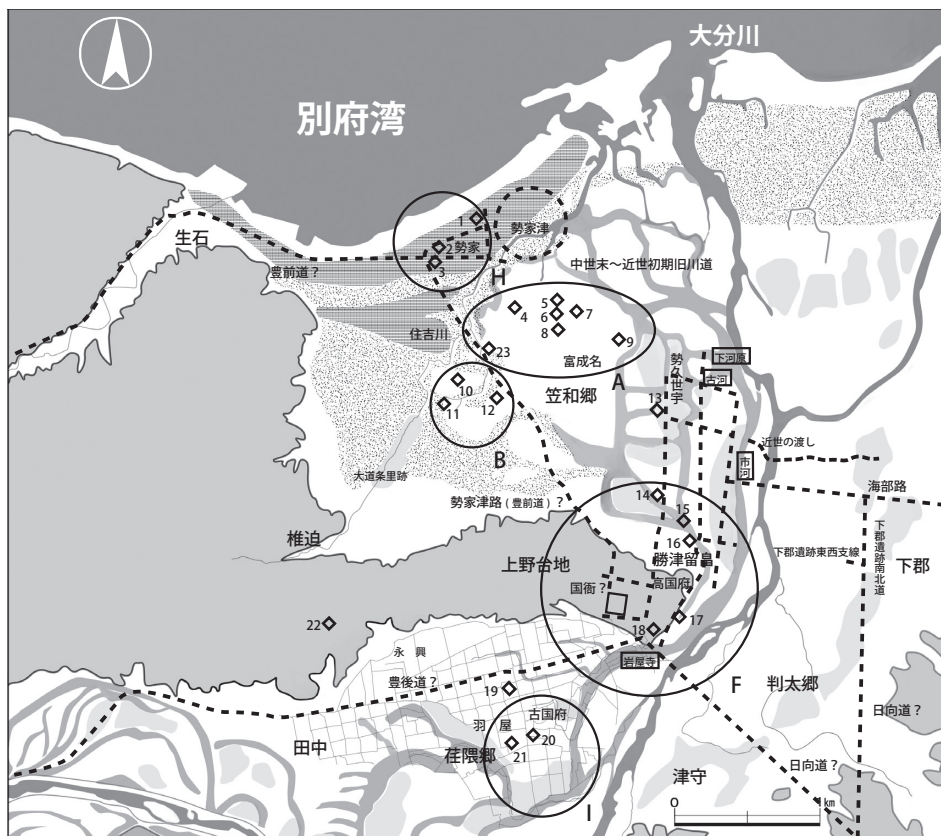 大分川
別府湾
生石
1
2
勢家
3
勢家津
豊前道？
H
中世末～近世初期旧川道
住吉川
4
5
6
7
8
9
23
富成名
A
笠和郷
勢久世宇
下河原
古河
10
11
12
13
B
近世の渡し
市河
海部路
大道条里跡
勢家津路(豊前道)？
14
15
16
下郡遺跡東西支線
下郡遺跡南北道
下郡
椎迫
上野台地
勝津留畠
高国府
国衙？
17
18
22
岩屋寺
永興
豊後道？
F
判太郷
日向道？
19
羽屋
古国府
20
21
田中
荏隈郷
I
津守
日向道？
0
1km